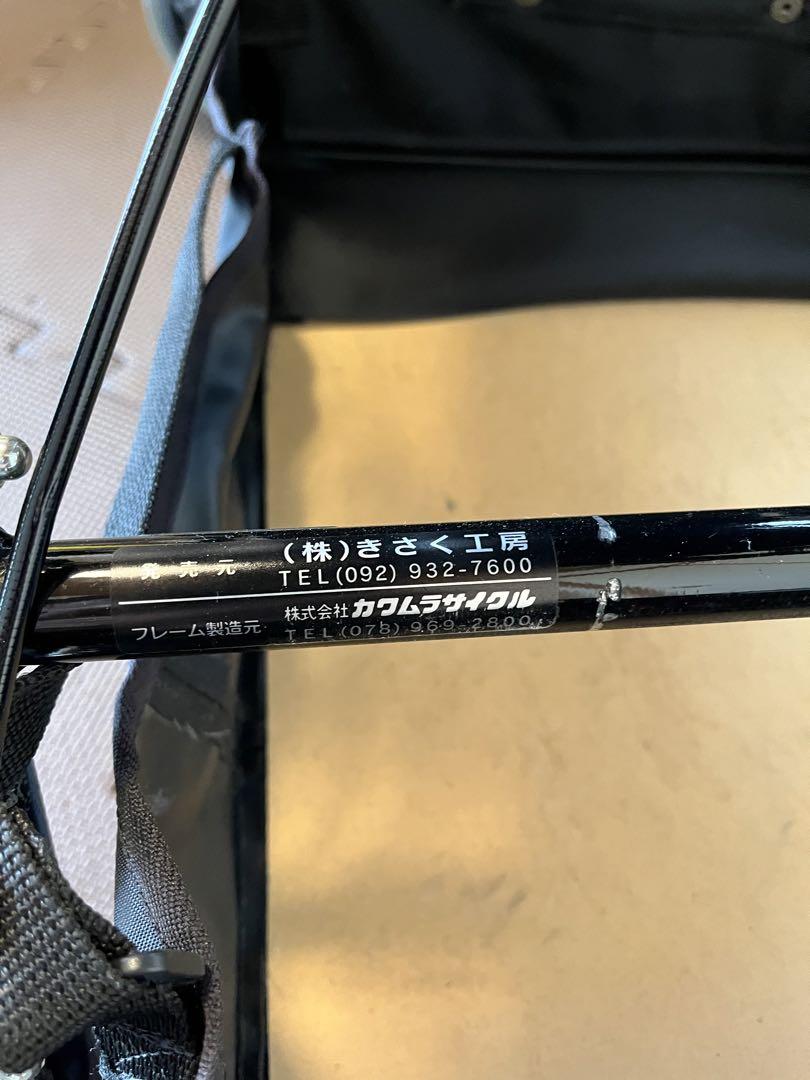 発売元 (株)きさく工房
TEL(092) 932-7600
フレーム製造元 株式会社カワムラサイクル
TEL(078) 969-2800